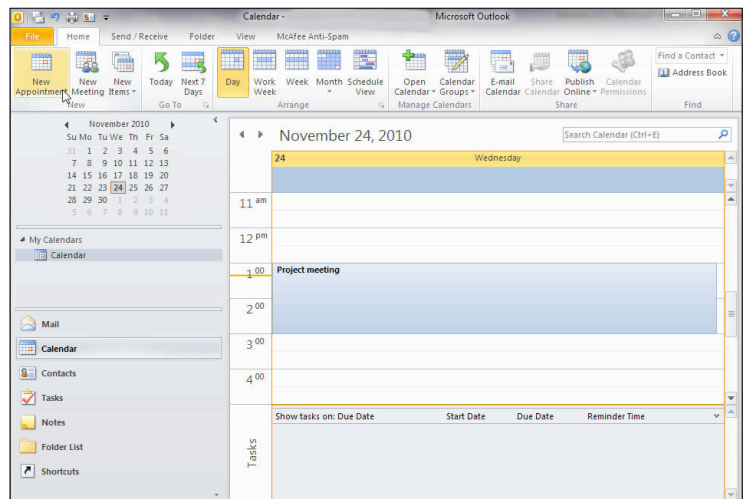 Calendar - Microsoft Outlook
File Home Send / Receive Folder View McAfee Anti-Spam
New Appointment New Meeting New Items Today Next 7 Days Day Work Week Week Month Schedule View Open Calendar Calendar Groups E-mail Calendar Share Calendar Publish Online Calendar Permissions Find a Contact Address Book
New Go To Arrange Manage Calendars Share Find
November 2010
Su Mo Tu We Th Fr Sa
31 1 2 3 4 5 6
7 8 9 10 11 12 13
14 15 16 17 18 19 20
21 22 23 24 25 26 27
28 29 30 1 2 3 4
5 6 7 8 9 10 11
My Calendars
Calendar
Mail
Calendar
Contacts
Tasks
Notes
Folder List
Shortcuts
November 24, 2010
Search Calendar (Ctrl+E)
24 Wednesday
11 am
12 pm
1 00 Project meeting
2 00
3 00
4 00
Tasks
Show tasks on: Due Date Start Date Due Date Reminder Time